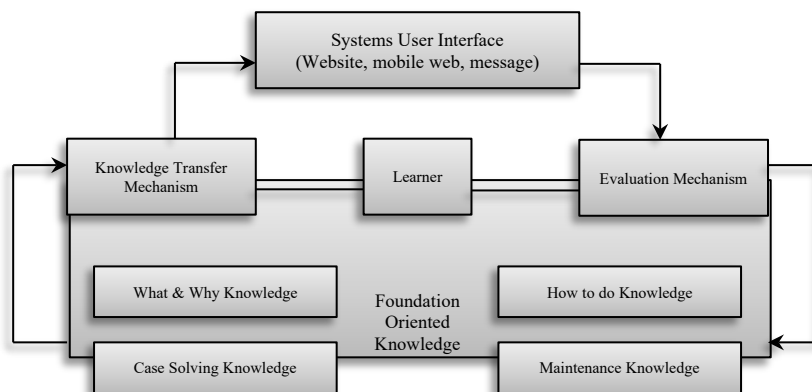 Systems User Interface
(Website, mobile web, message)
Knowledge Transfer
Mechanism
Learner
Evaluation Mechanism
What & Why Knowledge
How to do Knowledge
Foundation
Oriented
Knowledge
Case Solving Knowledge
Maintenance Knowledge